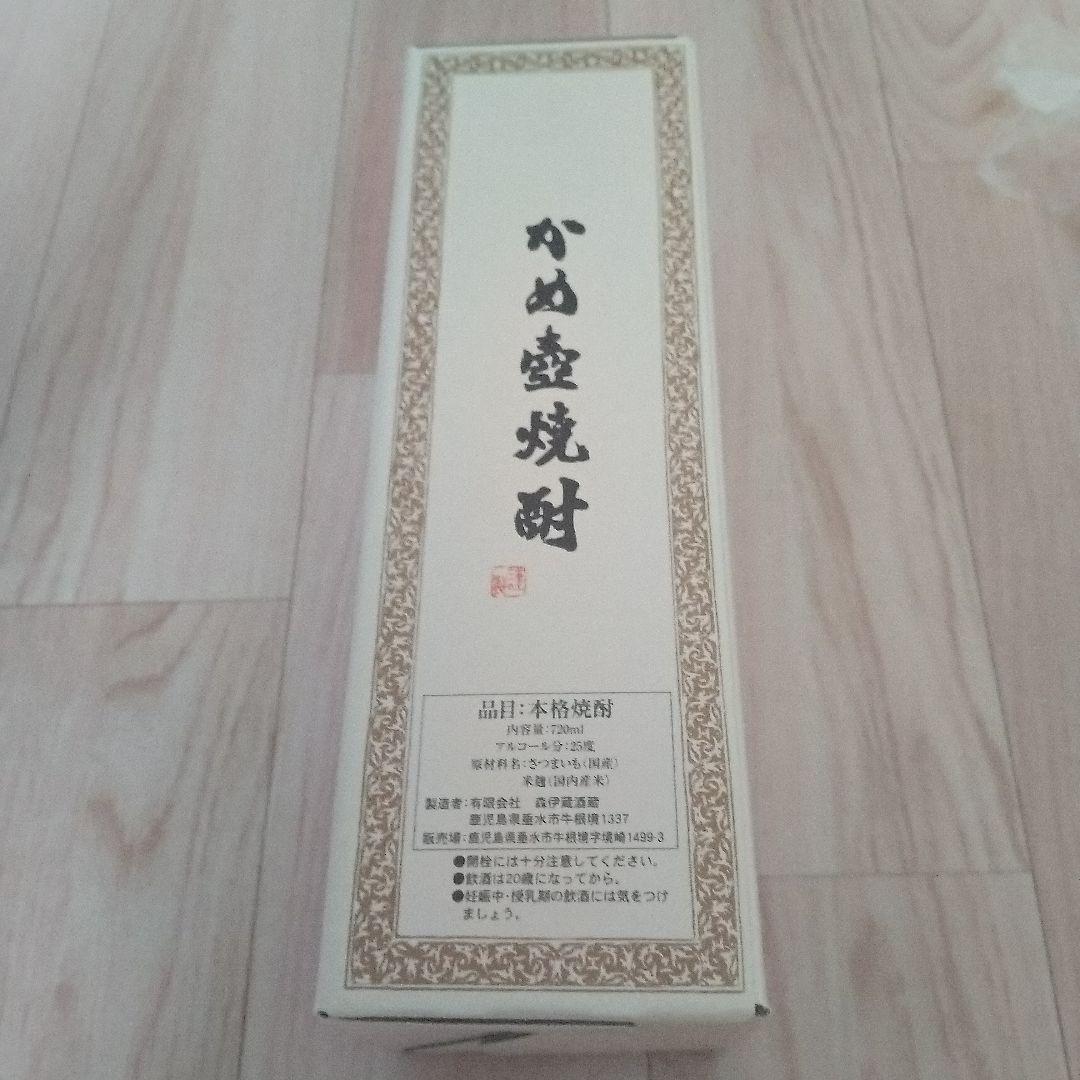 かめ壺焼酎
品目:本格焼酎
内容量:720ml
アルコール分:25度
原材料名:さつまいも(国産)
米麹(国内産米)
製造者:有限会社 森伊蔵酒蔵
鹿児島県垂水市牛根境1337
販売場:鹿児島県垂水市牛根境字境崎1499-3
●開栓には十分注意してください。
●飲酒は20歳になってから。
●妊娠中・授乳期の飲酒には気をつけ
ましょう。